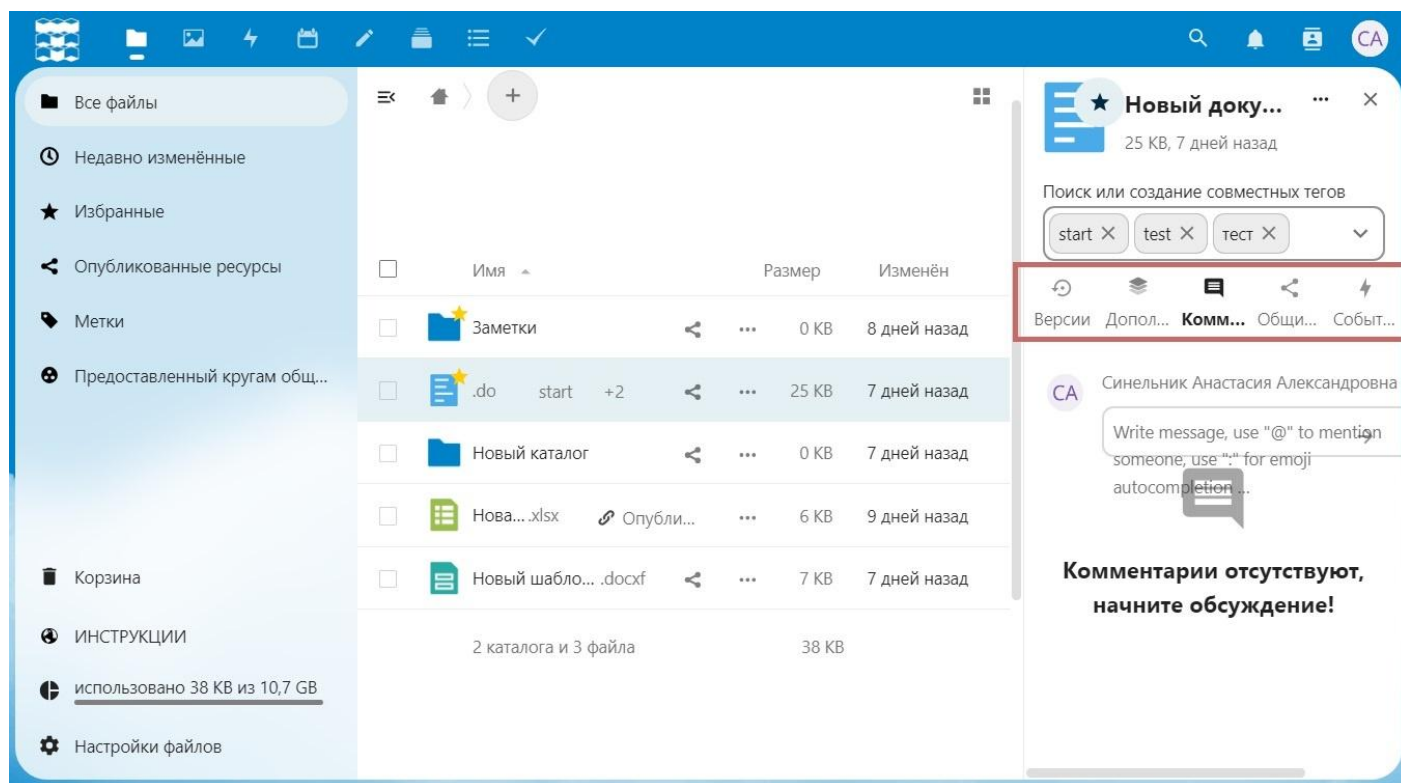 CA
Все файлы
Недавно изменённые
Избранные
Опубликованные ресурсы
Метки
Предоставленный кругам общ...
Корзина
ИНСТРУКЦИИ
использовано 38 KB из 10,7 GB
Настройки файлов
Имя Размер Изменён
Заметки 0 KB 8 дней назад
.do start +2 25 KB 7 дней назад
Новый каталог 0 KB 7 дней назад
Нова... .xlsx Опубли... 6 KB 9 дней назад
Новый шабло... .docxf 7 KB 7 дней назад
2 каталога и 3 файла 38 KB
Новый доку...
25 KB, 7 дней назад
Поиск или создание совместных тегов
start test тест
Версии Допол... Комм... Общи... Событ...
CA Синельник Анастасия Александровна
Write message, use "@" to mention
someone, use ":" for emoji
autocompletion ...
Комментарии отсутствуют,
начните обсуждение!